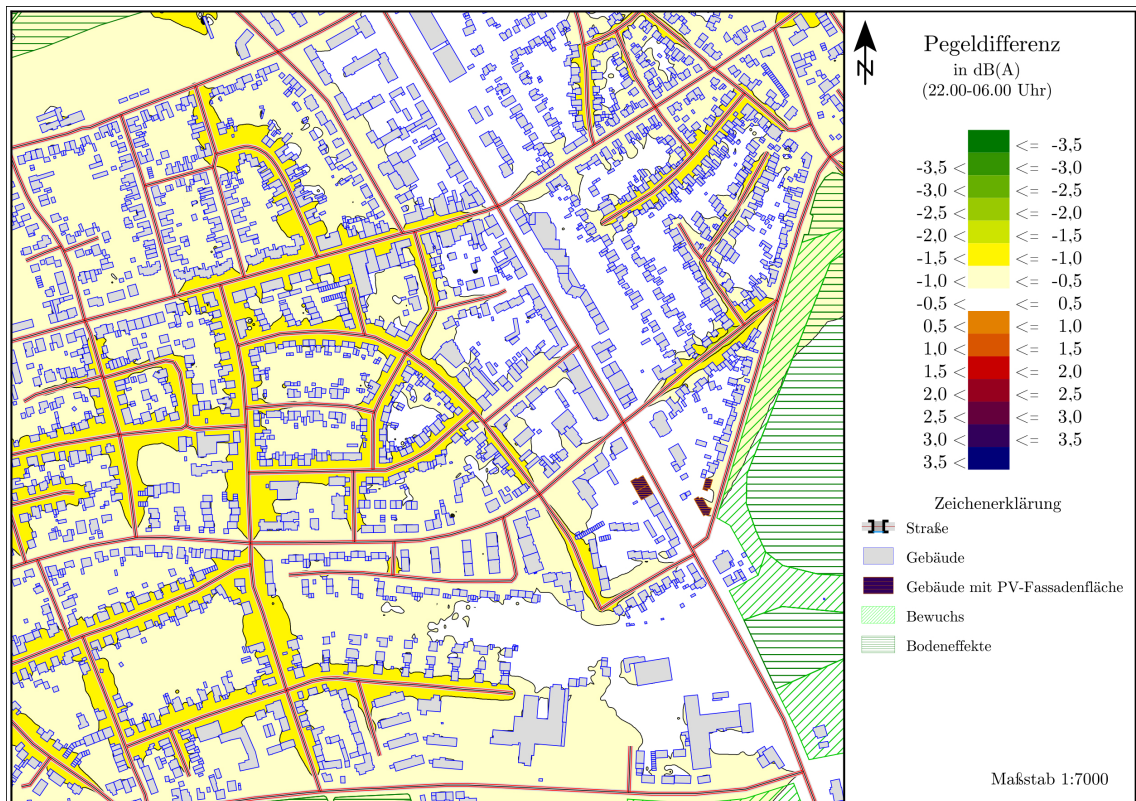 N
Pegeldifferenz
in dB(A)
(22.00-06.00 Uhr)
<= -3.5
-3.5 < <= -3.0
-3.0 < <= -2.5
-2.5 < <= -2.0
-2.0 < <= -1.5
-1.5 < <= -1.0
-1.0 < <= -0.5
-0.5 < <= 0.5
0.5 < <= 1.0
1.0 < <= 1.5
1.5 < <= 2.0
2.0 < <= 2.5
2.5 < <= 3.0
3.0 < <= 3.5
3.5 <
Zeichenerklärung
Straße
Gebäude
Gebäude mit PV-Fassadenfläche
Bewuchs
Bodeneffekte
Maßstab 1:7000